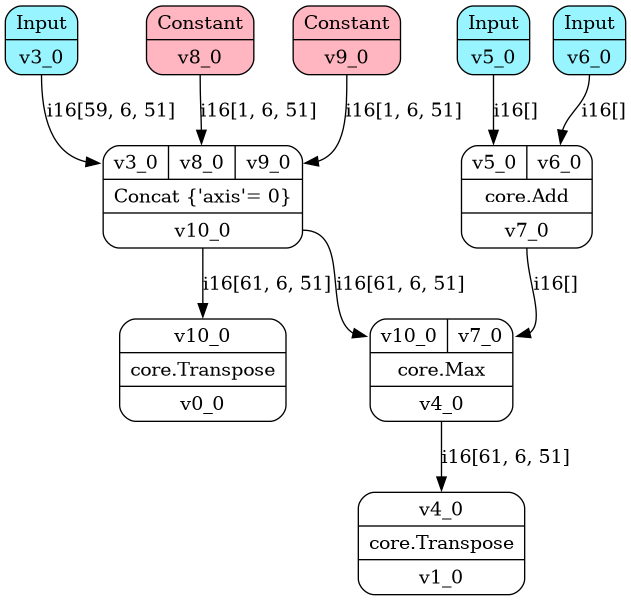 Input
v3_0
Constant
v8_0
Constant
v9_0
Input
v5_0
Input
v6_0
i16[59, 6, 51]
i16[1, 6, 51]
i16[1, 6, 51]
i16[]
i16[]
v3_0 v8_0 v9_0
Concat {'axis'= 0}
v10_0
v5_0 v6_0
core.Add
v7_0
i16[61, 6, 51]
i16[61, 6, 51]
i16[]
v10_0
core.Transpose
v0_0
v10_0 v7_0
core.Max
v4_0
i16[61, 6, 51]
v4_0
core.Transpose
v1_0